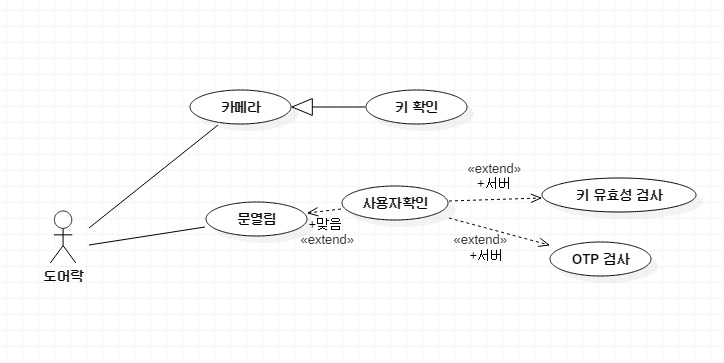 카메라
키 확인
«extend»
+서버
키 유효성 검사
사용자확인
문열림
+맞음
«extend»
«extend»
+서버
OTP 검사
도어락